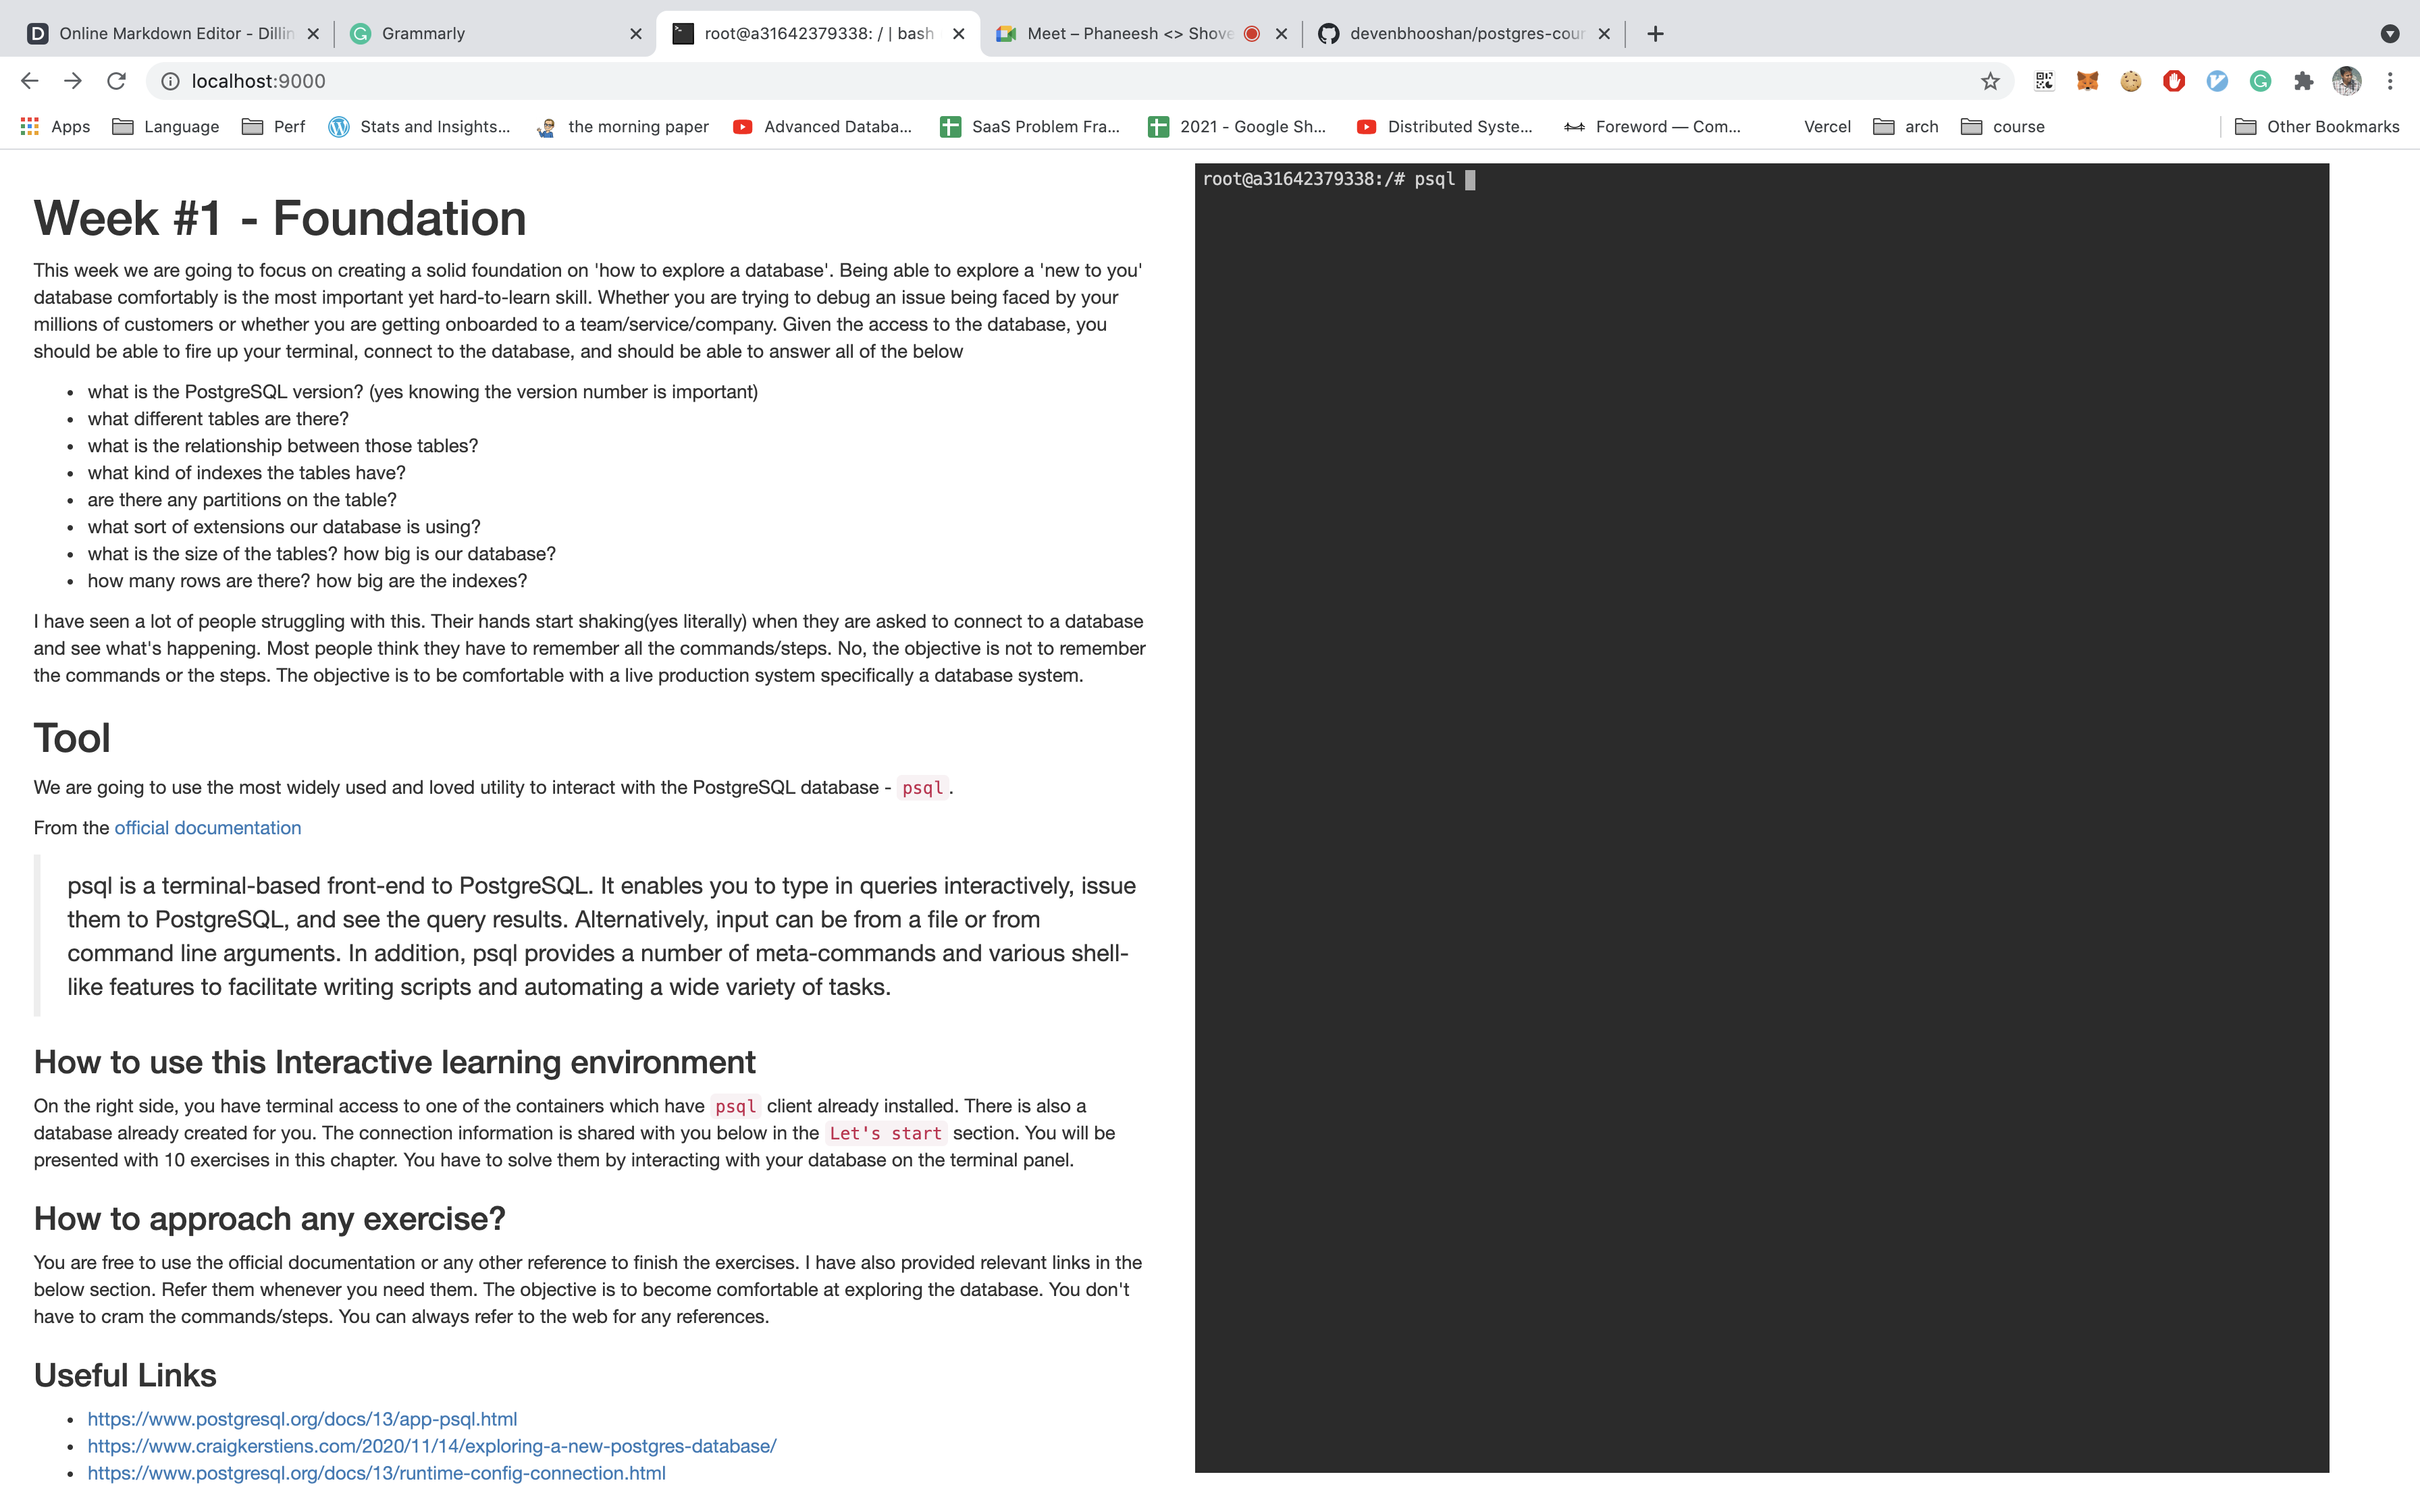 Online Markdown Editor - Dillin
Grammarly
root@a31642379338: / | bash
Meet – Phaneesh <> Shove
devenbhooshan/postgres-cour
localhost:9000
Apps
Language
Perf
Stats and Insights...
the morning paper
Advanced Databa...
SaaS Problem Fra...
2021 - Google Sh...
Distributed Syste...
Foreword — Com...
Vercel
arch
course
Other Bookmarks
Week #1 - Foundation
This week we are going to focus on creating a solid foundation on 'how to explore a database'. Being able to explore a 'new to you'
database comfortably is the most important yet hard-to-learn skill. Whether you are trying to debug an issue being faced by your
millions of customers or whether you are getting onboarded to a team/service/company. Given the access to the database, you
should be able to fire up your terminal, connect to the database, and should be able to answer all of the below
• what is the PostgreSQL version? (yes knowing the version number is important)
• what different tables are there?
• what is the relationship between those tables?
• what kind of indexes the tables have?
• are there any partitions on the table?
• what sort of extensions our database is using?
• what is the size of the tables? how big is our database?
• how many rows are there? how big are the indexes?
I have seen a lot of people struggling with this. Their hands start shaking(yes literally) when they are asked to connect to a database
and see what's happening. Most people think they have to remember all the commands/steps. No, the objective is not to remember
the commands or the steps. The objective is to be comfortable with a live production system specifically a database system.
Tool
We are going to use the most widely used and loved utility to interact with the PostgreSQL database - psql.
From the official documentation
psql is a terminal-based front-end to PostgreSQL. It enables you to type in queries interactively, issue
them to PostgreSQL, and see the query results. Alternatively, input can be from a file or from
command line arguments. In addition, psql provides a number of meta-commands and various shell-
like features to facilitate writing scripts and automating a wide variety of tasks.
How to use this Interactive learning environment
On the right side, you have terminal access to one of the containers which have psql client already installed. There is also a
database already created for you. The connection information is shared with you below in the Let's start section. You will be
presented with 10 exercises in this chapter. You have to solve them by interacting with your database on the terminal panel.
How to approach any exercise?
You are free to use the official documentation or any other reference to finish the exercises. I have also provided relevant links in the
below section. Refer them whenever you need them. The objective is to become comfortable at exploring the database. You don't
have to cram the commands/steps. You can always refer to the web for any references.
Useful Links
• https://www.postgresql.org/docs/13/app-psql.html
• https://www.craigkerstiens.com/2020/11/14/exploring-a-new-postgres-database/
• https://www.postgresql.org/docs/13/runtime-config-connection.html
root@a31642379338:/# psql